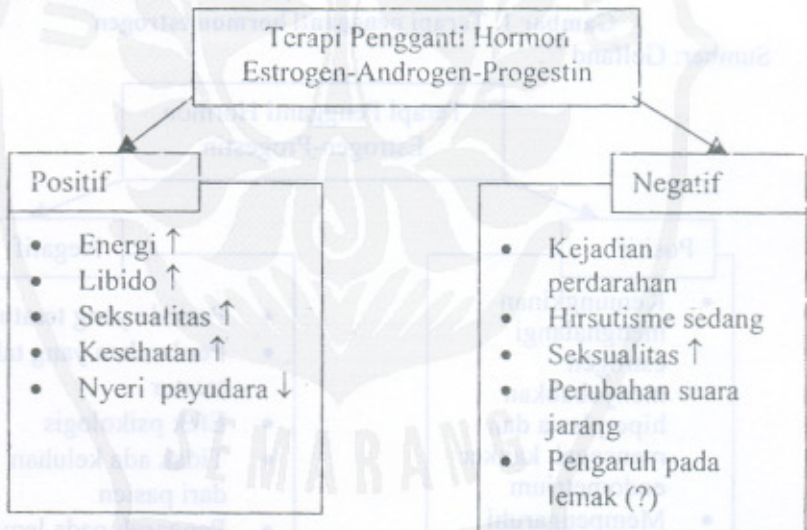 Terapi Pengganti Hormon
Estrogen-Androgen-Progestin
Positif
• Energi ↑
• Libido ↑
• Seksualitas ↑
• Kesehatan ↑
• Nyeri payudara ↓
Negatif
• Kejadian
perdarahan
• Hirsutisme sedang
• Seksualitas ↑
• Perubahan suara
jarang
• Pengaruh pada
lemak (?)
EMARANG